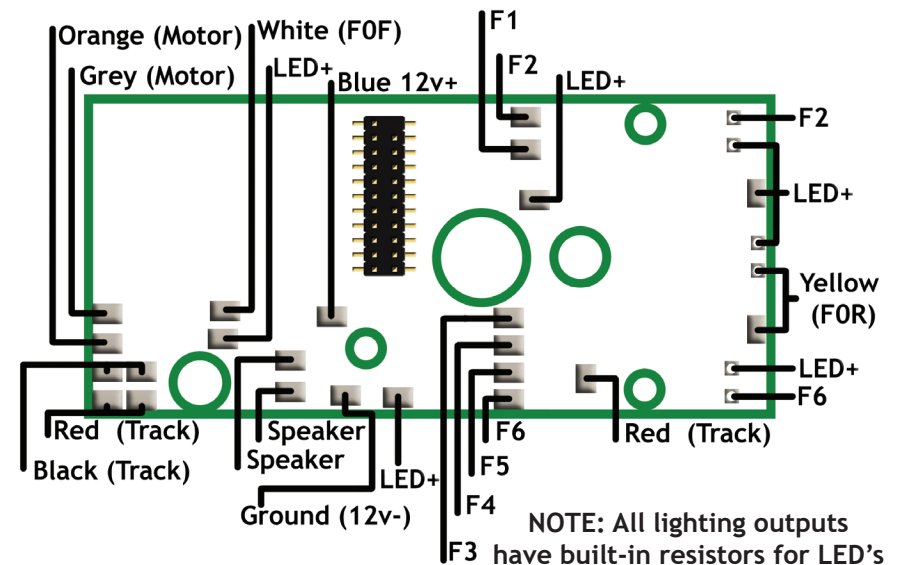 F1
Orange (Motor)
White (F0F)
Grey (Motor)
LED+
F2
Blue 12v+
LED+
F2
LED+
Yellow
(F0R)
LED+
F6
Red (Track)
Speaker
F6
Red (Track)
Black (Track)
Speaker
F5
LED+
F4
Ground (12v-)
NOTE: All lighting outputs
F3
have built-in resistors for LED's